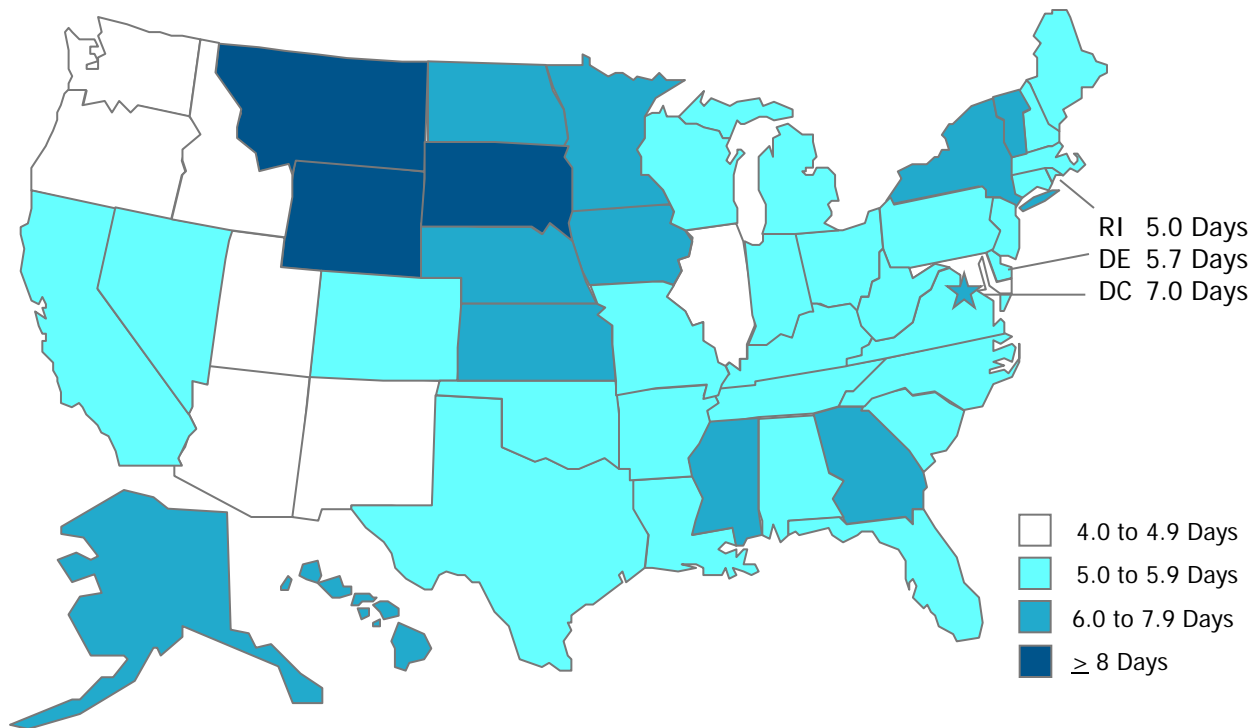 RI 5.0 Days
DE 5.7 Days
DC 7.0 Days
4.0 to 4.9 Days
5.0 to 5.9 Days
6.0 to 7.9 Days
≥ 8 Days